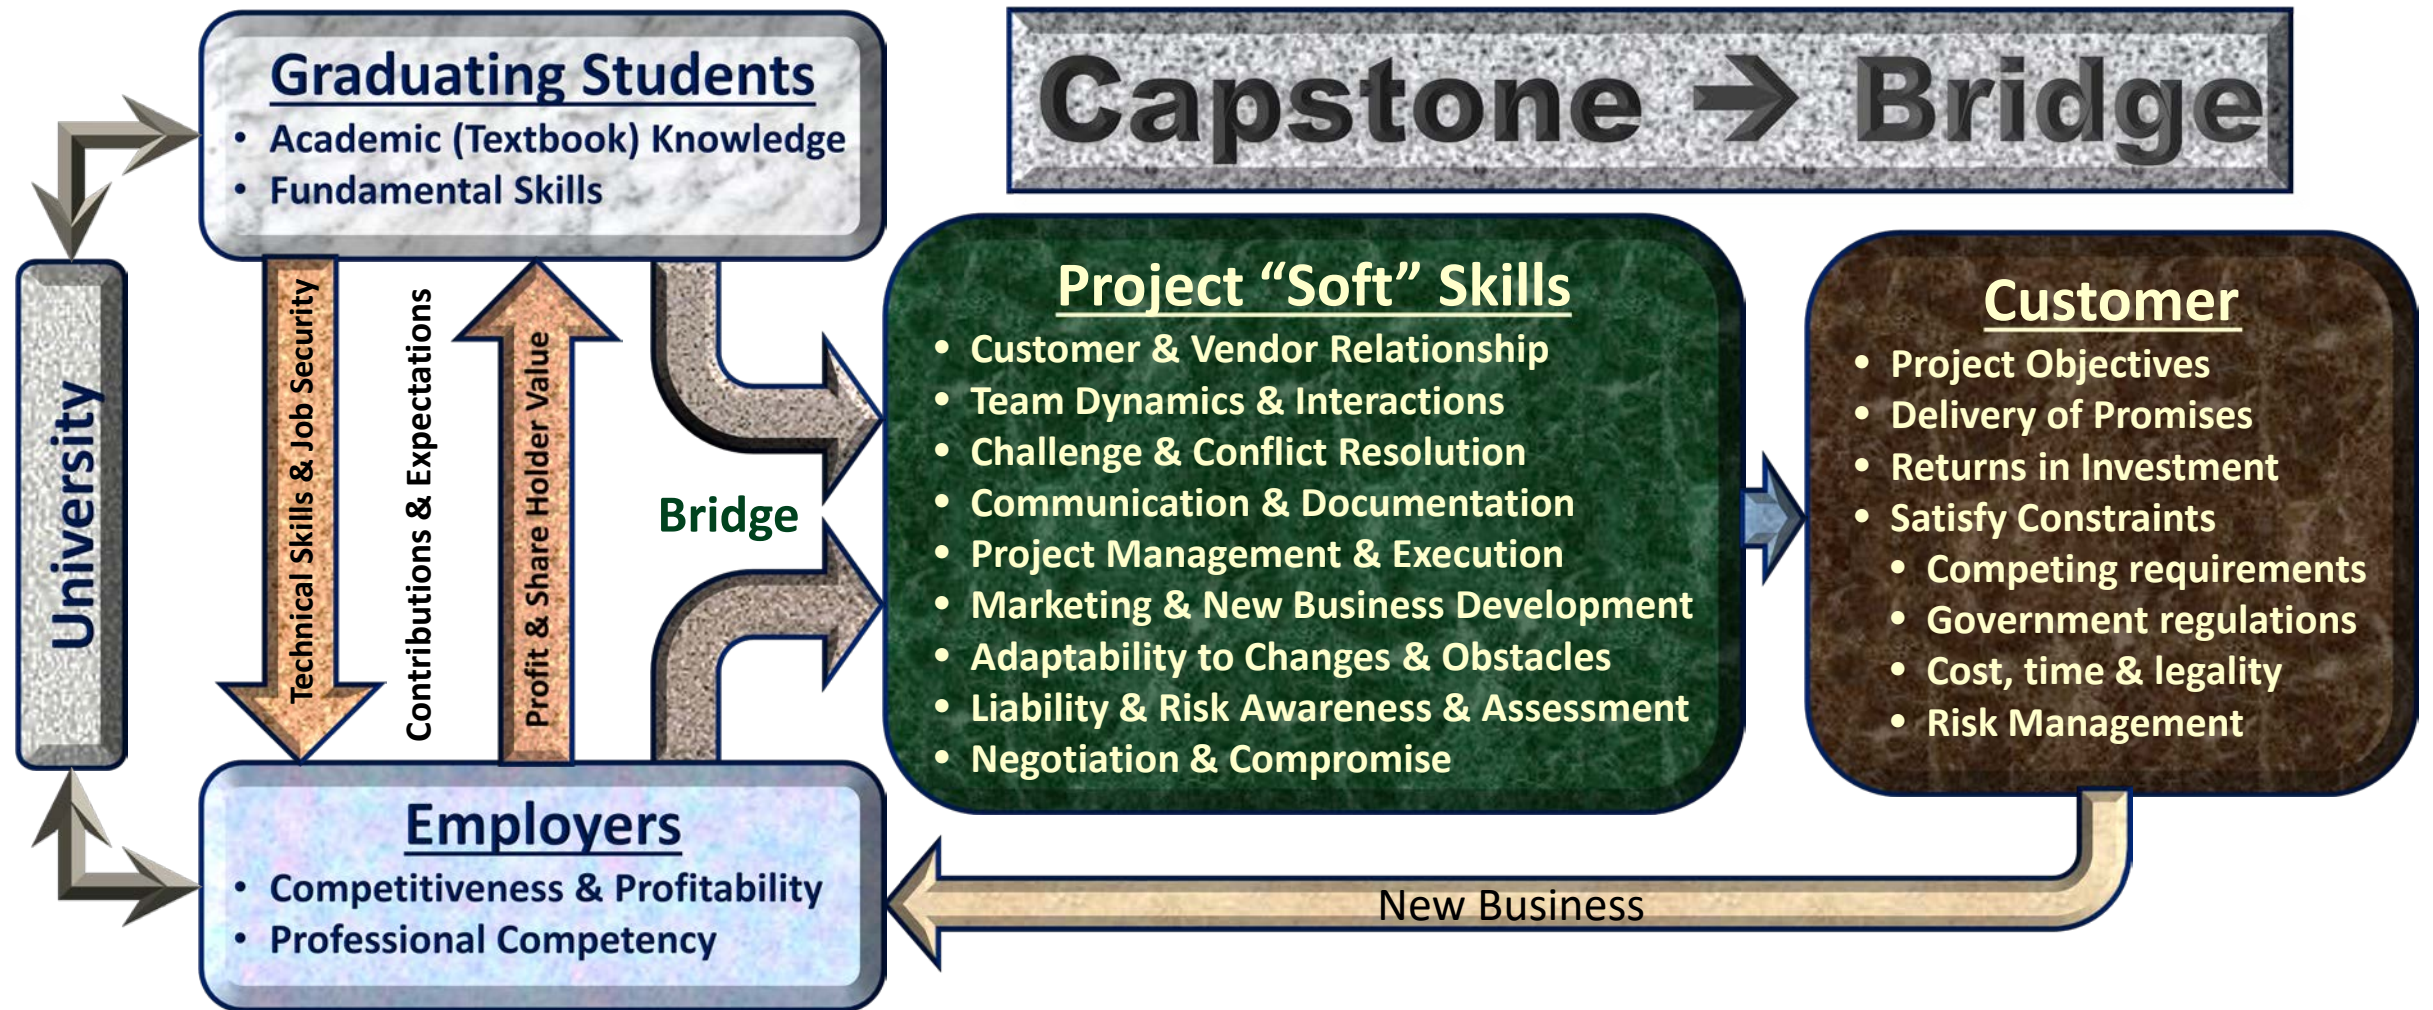 Capstone → Bridge
Graduating Students
• Academic (Textbook) Knowledge
• Fundamental Skills
University
Technical Skills & Job Security
Contributions & Expectations
Profit & Share Holder Value
Bridge
Employers
• Competitiveness & Profitability
• Professional Competency
Project “Soft” Skills
• Customer & Vendor Relationship
• Team Dynamics & Interactions
• Challenge & Conflict Resolution
• Communication & Documentation
• Project Management & Execution
• Marketing & New Business Development
• Adaptability to Changes & Obstacles
• Liability & Risk Awareness & Assessment
• Negotiation & Compromise
Customer
• Project Objectives
• Delivery of Promises
• Returns in Investment
• Satisfy Constraints
• Competing requirements
• Government regulations
• Cost, time & legality
• Risk Management
New Business